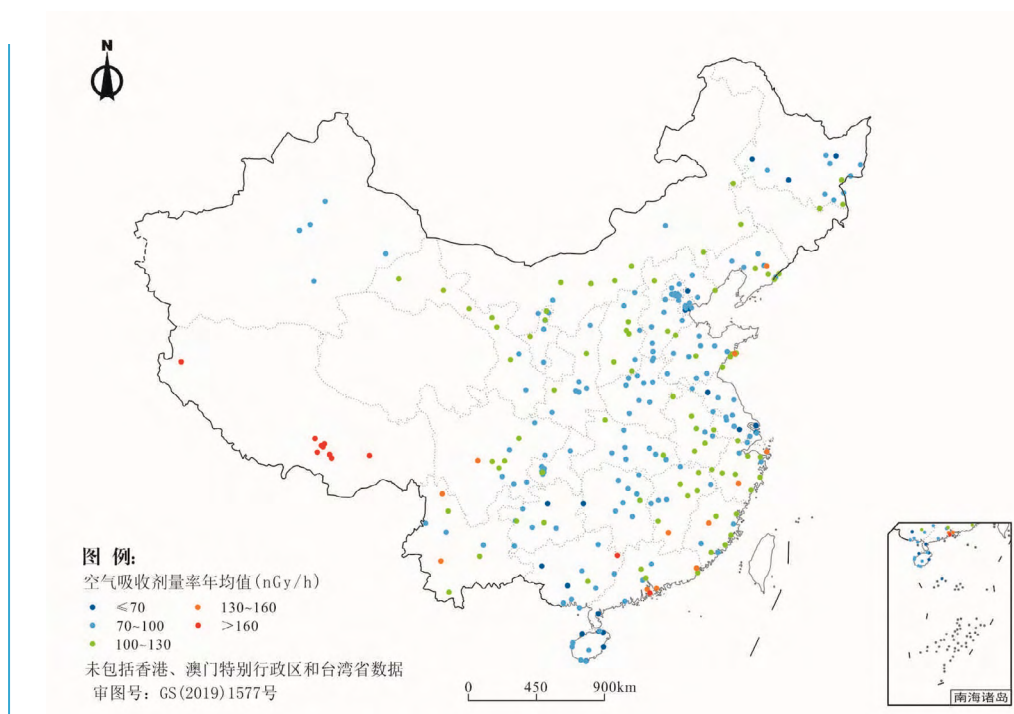 N
图 例:
空气吸收剂量率年均值(nGy/h)
≤70
130~160
70~100
>160
100~130
未包括香港、澳门特别行政区和台湾省数据
审图号: GS(2019)1577号
0 450 900km
南海诸岛